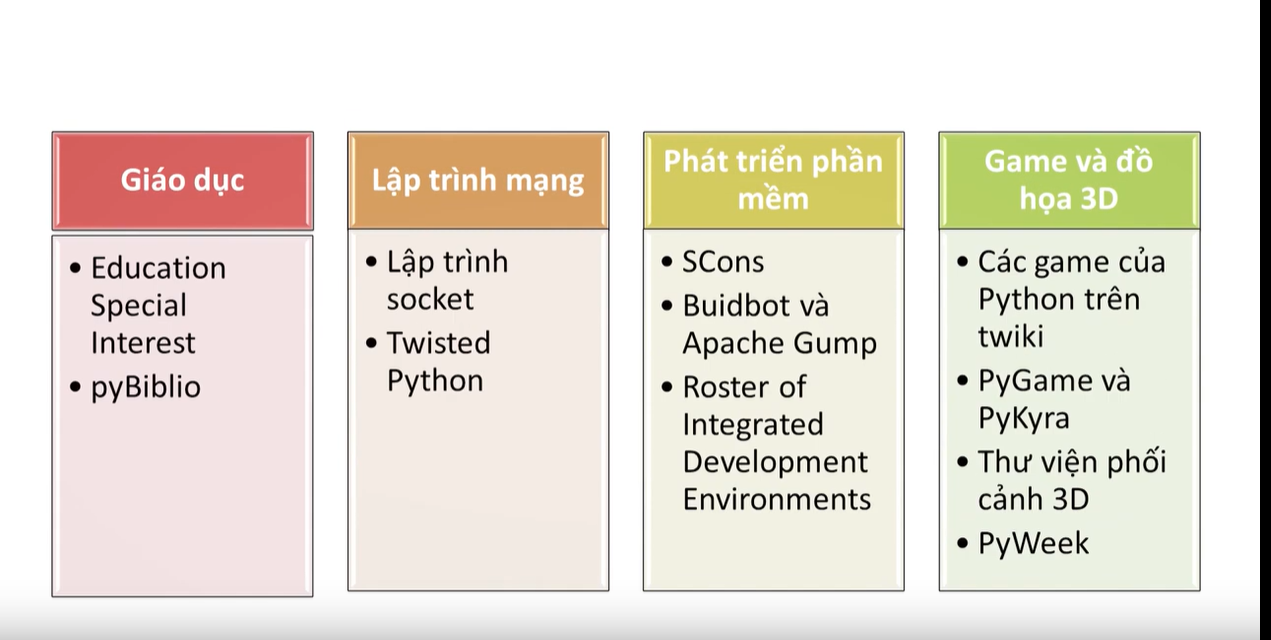 Giáo dục
• Education
Special
Interest
• pyBiblio
Lập trình mạng
• Lập trình
socket
• Twisted
Python
Phát triển phần
mềm
• SCons
• Buidbot và
Apache Gump
• Roster of
Integrated
Development
Environments
Game và đồ
họa 3D
• Các game của
Python trên
twiki
• PyGame và
PyKyra
• Thư viện phối
cảnh 3D
• PyWeek